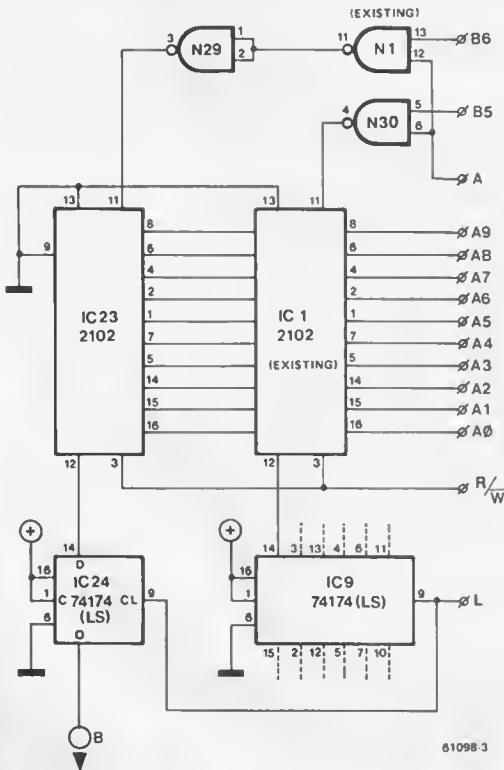 (EXISTING)
3 N29 1 2
11 N1 13 12 B6
4 N30 5 6 B5
A
13 11 13 11
9 8 8 A9
6 6 A8
4 4 A7
IC23 2 IC 1 2 A6
2102 1 2102 1 A5
7 7 A4
5 (EXISTING) 5 A3
14 14 A2
15 15 A1
16 16 AØ
12 3 12 3
R/W
+ 14 + 14 3 13 4 6 11
D
16 IC24 16 IC9
1 C 74174 CL 9 1 74174 (LS) 9 L
6 (LS) 6
Q 15 2 12 5 7 10
B
61098-3